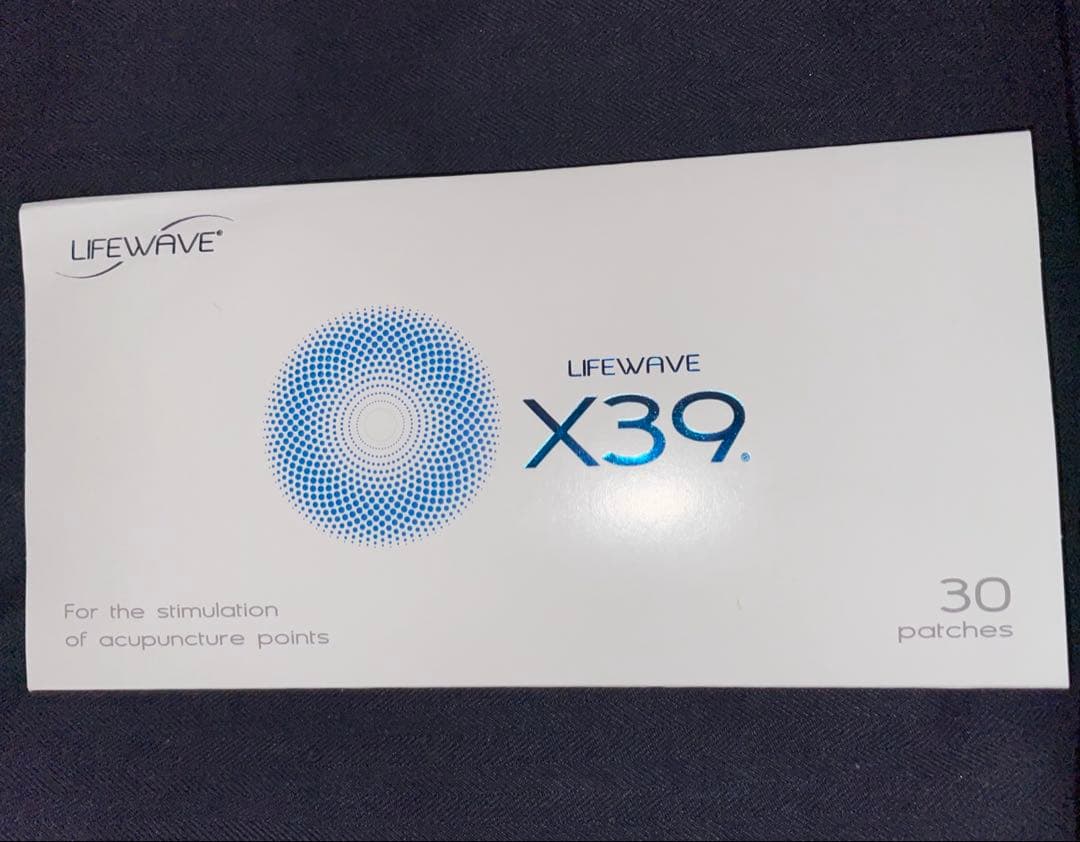 LIFEWAVE®
LIFEWAVE
X39®
For the stimulation
of acupuncture points
30
patches